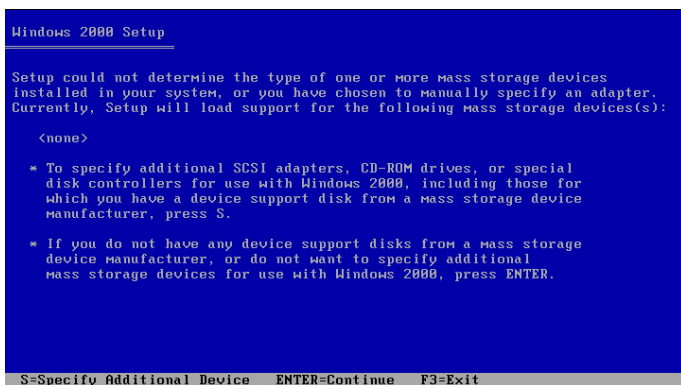 Windows 2000 Setup
Setup could not determine the type of one or more mass storage devices
installed in your system, or you have chosen to manually specify an adapter.
Currently, Setup will load support for the following mass storage devices(s):
<none>
* To specify additional SCSI adapters, CD-ROM drives, or special
disk controllers for use with Windows 2000, including those for
which you have a device support disk from a mass storage device
manufacturer, press S.
* If you do not have any device support disks from a mass storage
device manufacturer, or do not want to specify additional
mass storage devices for use with Windows 2000, press ENTER.
S=Specify Additional Device ENTER=Continue F3=Exit